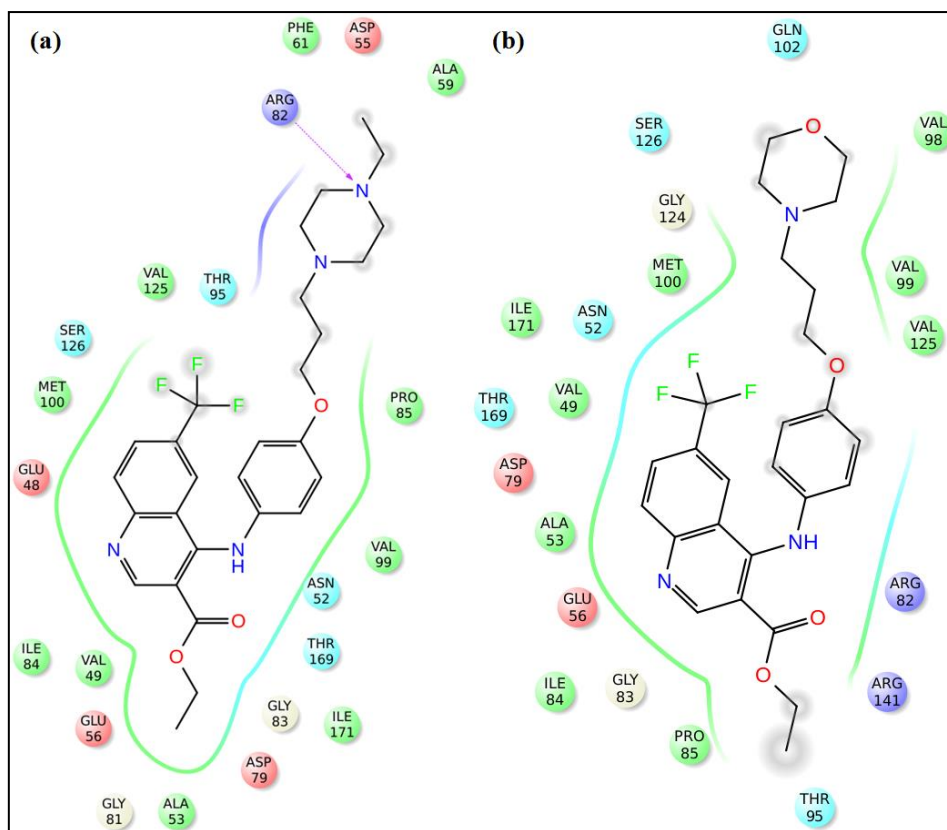 (a)
PHE
61
ASP
55
ALA
59
ARG
82
N
N
VAL
125
THR
95
SER
126
MET
100
F
F
F
O
PRO
85
GLU
48
N
N
H
VAL
99
ASN
52
O
O
THR
169
ILE
84
VAL
49
GLU
56
GLY
83
ILE
171
ASP
79
GLY
81
ALA
53
(b)
GLN
102
SER
126
O
VAL
98
GLY
124
N
MET
100
VAL
99
ILE
171
ASN
52
VAL
125
F
F
F
O
THR
169
VAL
49
ASP
79
ALA
53
NH
N
GLU
56
ARG
82
O
O
ILE
84
GLY
83
ARG
141
PRO
85
THR
95